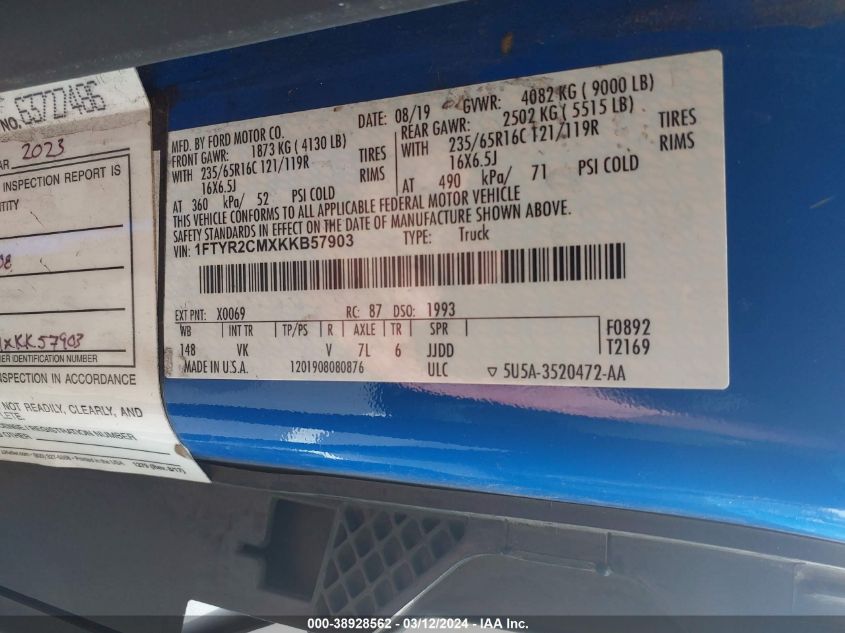 NO. 63727486
2023
INSPECTION REPORT IS
KK57903
IDENTIFICATION NUMBER
INSPECTION IN ACCORDANCE
NOT READILY, CLEARLY, AND
LICENSE / REGISTRATION NUMBER
OTHER
MFD. BY FORD MOTOR CO.
DATE: 08/19 GVWR: 4082 KG ( 9000 LB)
FRONT GAWR: 1873 KG ( 4130 LB) REAR GAWR: 2502 KG ( 5515 LB)
WITH 235/65R16C 121/119R TIRES WITH 235/65R16C 121/119R TIRES
16X6.5J RIMS 16X6.5J RIMS
AT 360 kPa/ 52 PSI COLD AT 490 kPa/ 71 PSI COLD
THIS VEHICLE CONFORMS TO ALL APPLICABLE FEDERAL MOTOR VEHICLE
SAFETY STANDARDS IN EFFECT ON THE DATE OF MANUFACTURE SHOWN ABOVE.
VIN: 1FTYR2CMXKKB57903 TYPE: Truck
EXT PNT: X0069 RC: 87 DSO: 1993
WB INT TR TP/PS R AXLE TR SPR F0892
148 VK V 7L 6 JJDD T2169
MADE IN U.S.A. 1201908080876 ULC ▽ 5U5A-3520472-AA
000-38928562 - 03/12/2024 - IAA Inc.